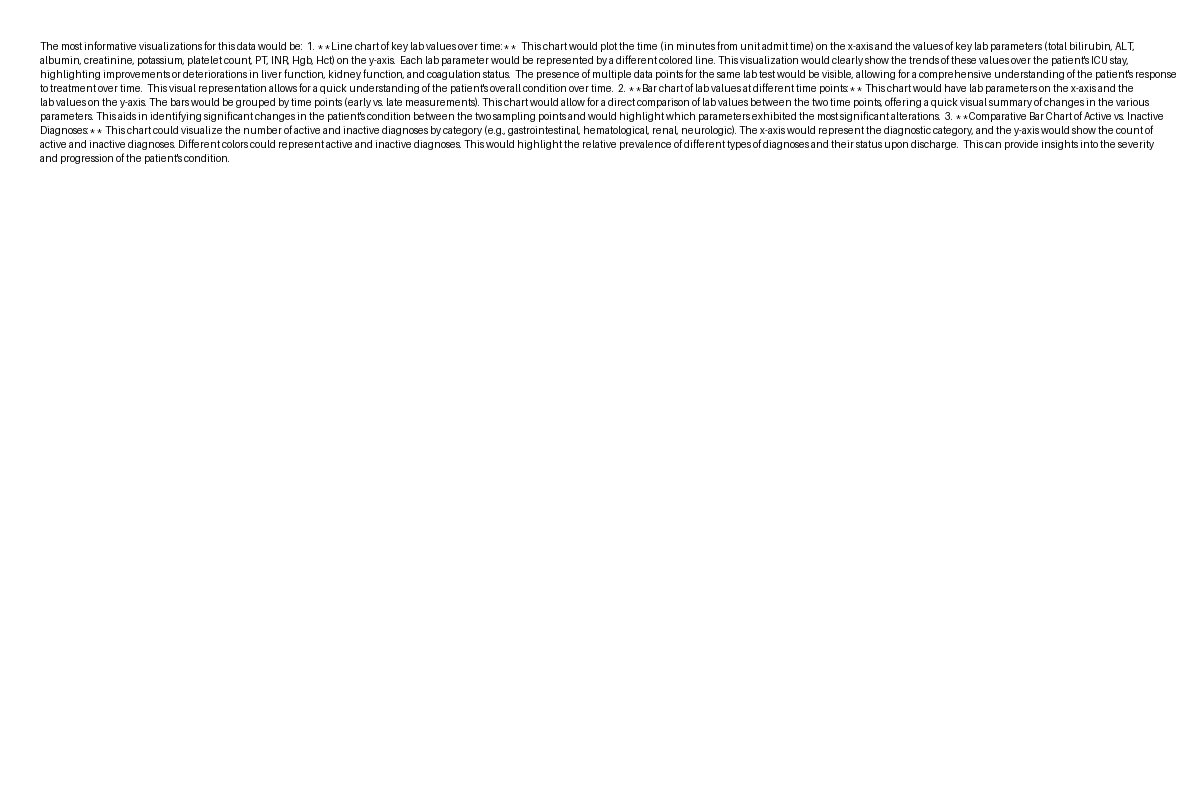 The most informative visualizations for this data would be:  1. **Line chart of key lab values over time:**  This chart would plot the time (in minutes from unit admit time) on the x-axis and the values of key lab parameters (total bilirubin, ALT,
albumin, creatinine, potassium, platelet count, PT, INR, Hgb, Hct) on the y-axis.  Each lab parameter would be represented by a different colored line. This visualization would clearly show the trends of these values over the patient's ICU stay,
highlighting improvements or deteriorations in liver function, kidney function, and coagulation status.  The presence of multiple data points for the same lab test would be visible, allowing for a comprehensive understanding of the patient's response
to treatment over time.  This visual representation allows for a quick understanding of the patient's overall condition over time.  2. **Bar chart of lab values at different time points:** This chart would have lab parameters on the x-axis and the
lab values on the y-axis. The bars would be grouped by time points (early vs. late measurements). This chart would allow for a direct comparison of lab values between the two time points, offering a quick visual summary of changes in the various
parameters. This aids in identifying significant changes in the patient's condition between the two sampling points and would highlight which parameters exhibited the most significant alterations.  3. **Comparative Bar Chart of Active vs. Inactive
Diagnoses:** This chart could visualize the number of active and inactive diagnoses by category (e.g., gastrointestinal, hematological, renal, neurologic). The x-axis would represent the diagnostic category, and the y-axis would show the count of
active and inactive diagnoses. Different colors could represent active and inactive diagnoses. This would highlight the relative prevalence of different types of diagnoses and their status upon discharge.  This can provide insights into the severity
and progression of the patient's condition.